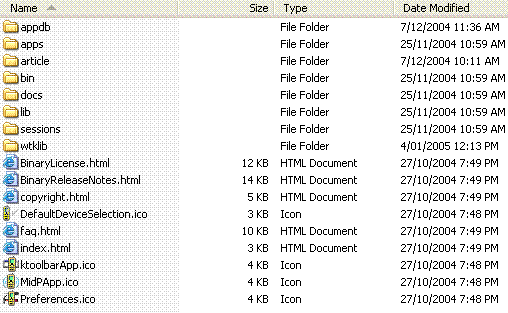 Name Size Type Date Modified
appdb File Folder 7/12/2004 11:36 AM
apps File Folder 25/11/2004 10:59 AM
article File Folder 7/12/2004 10:11 AM
bin File Folder 25/11/2004 10:59 AM
docs File Folder 25/11/2004 10:59 AM
lib File Folder 25/11/2004 10:59 AM
sessions File Folder 25/11/2004 10:59 AM
wtklib File Folder 4/01/2005 12:13 PM
BinaryLicense.html 12 KB HTML Document 27/10/2004 7:49 PM
BinaryReleaseNotes.html 14 KB HTML Document 27/10/2004 7:49 PM
copyright.html 5 KB HTML Document 27/10/2004 7:49 PM
DefaultDeviceSelection.ico 3 KB Icon 27/10/2004 7:48 PM
faq.html 10 KB HTML Document 27/10/2004 7:49 PM
index.html 3 KB HTML Document 27/10/2004 7:49 PM
ktoolbarApp.ico 4 KB Icon 27/10/2004 7:48 PM
MidPApp.ico 4 KB Icon 27/10/2004 7:48 PM
Preferences.ico 4 KB Icon 27/10/2004 7:48 PM